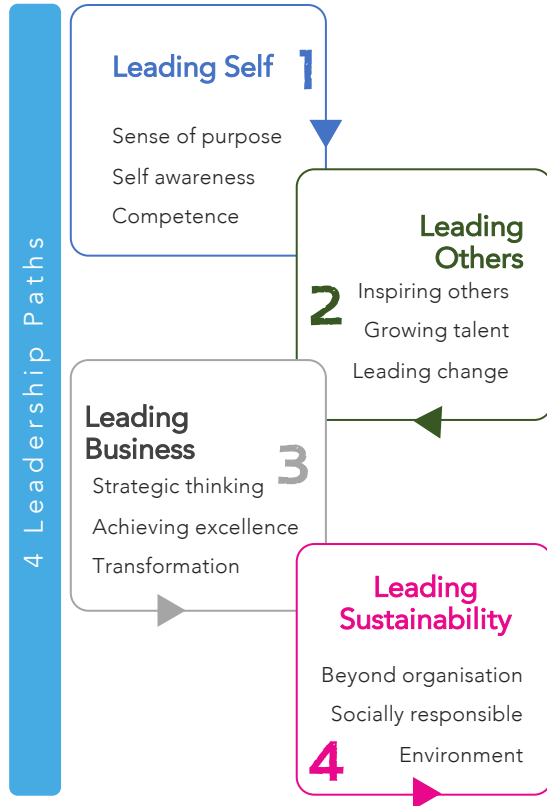 4 Leadership Paths
Leading Self
1
Sense of purpose
Self awareness
Competence
Leading
Others
2
Inspiring others
Growing talent
Leading change
Leading
Business
3
Strategic thinking
Achieving excellence
Transformation
Leading
Sustainability
Beyond organisation
Socially responsible
4
Environment